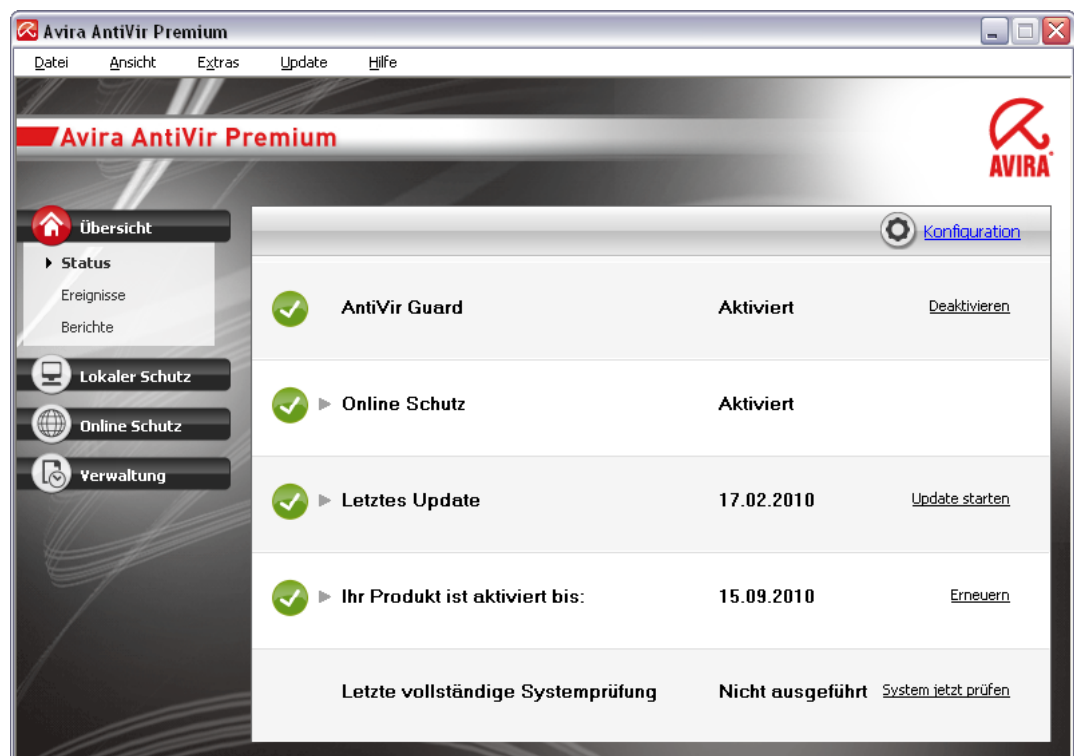 Avira AntiVir Premium
Datei Ansicht Extras Update Hilfe
Avira AntiVir Premium
AVIRA
Übersicht
Status
Ereignisse
Berichte
Lokaler Schutz
Online Schutz
Verwaltung
Konfiguration
AntiVir Guard Aktiviert Deaktivieren
Online Schutz Aktiviert
Letztes Update 17.02.2010 Update starten
Ihr Produkt ist aktiviert bis: 15.09.2010 Erneuern
Letzte vollständige Systemprüfung Nicht ausgeführt System jetzt prüfen